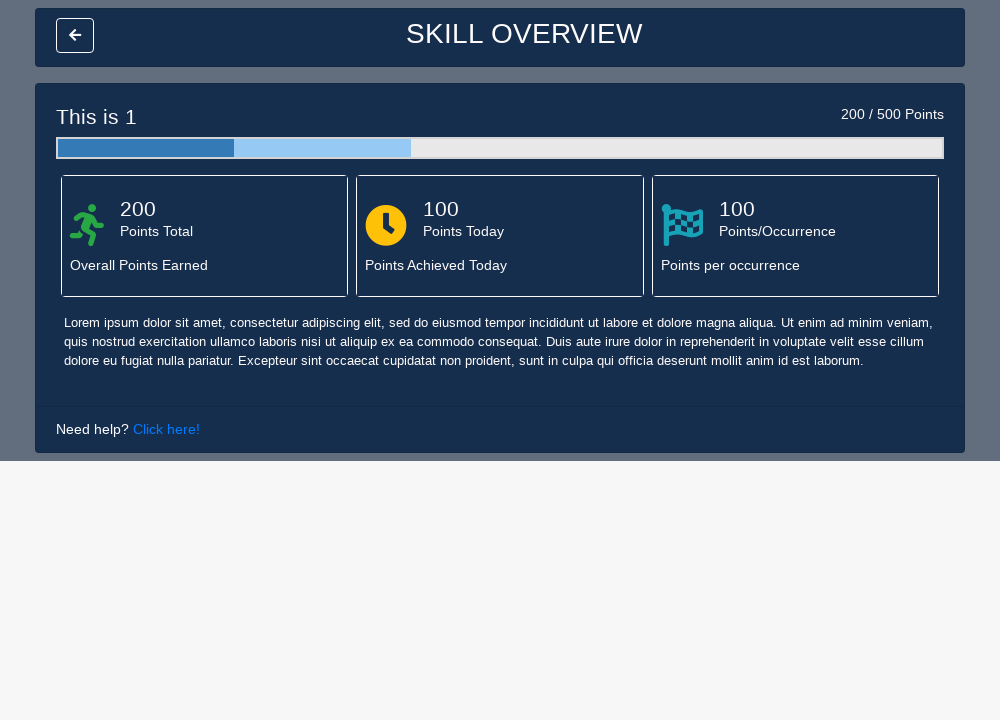 SKILL OVERVIEW
This is 1
200 / 500 Points
200
Points Total
Overall Points Earned
100
Points Today
Points Achieved Today
100
Points/Occurrence
Points per occurrence
Lorem ipsum dolor sit amet, consectetur adipiscing elit, sed do eiusmod tempor incididunt ut labore et dolore magna aliqua. Ut enim ad minim veniam,
quis nostrud exercitation ullamco laboris nisi ut aliquip ex ea commodo consequat. Duis aute irure dolor in reprehenderit in voluptate velit esse cillum
dolore eu fugiat nulla pariatur. Excepteur sint occaecat cupidatat non proident, sunt in culpa qui officia deserunt mollit anim id est laborum.
Need help? Click here!